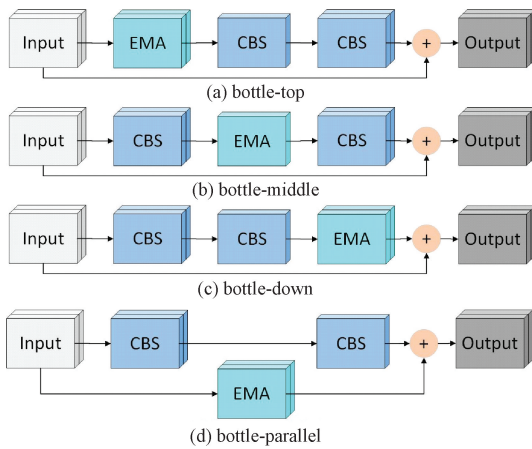 Input EMA CBS CBS + Output
(a) bottle-top
Input CBS EMA CBS + Output
(b) bottle-middle
Input CBS CBS EMA + Output
(c) bottle-down
Input CBS CBS + Output
EMA
(d) bottle-parallel